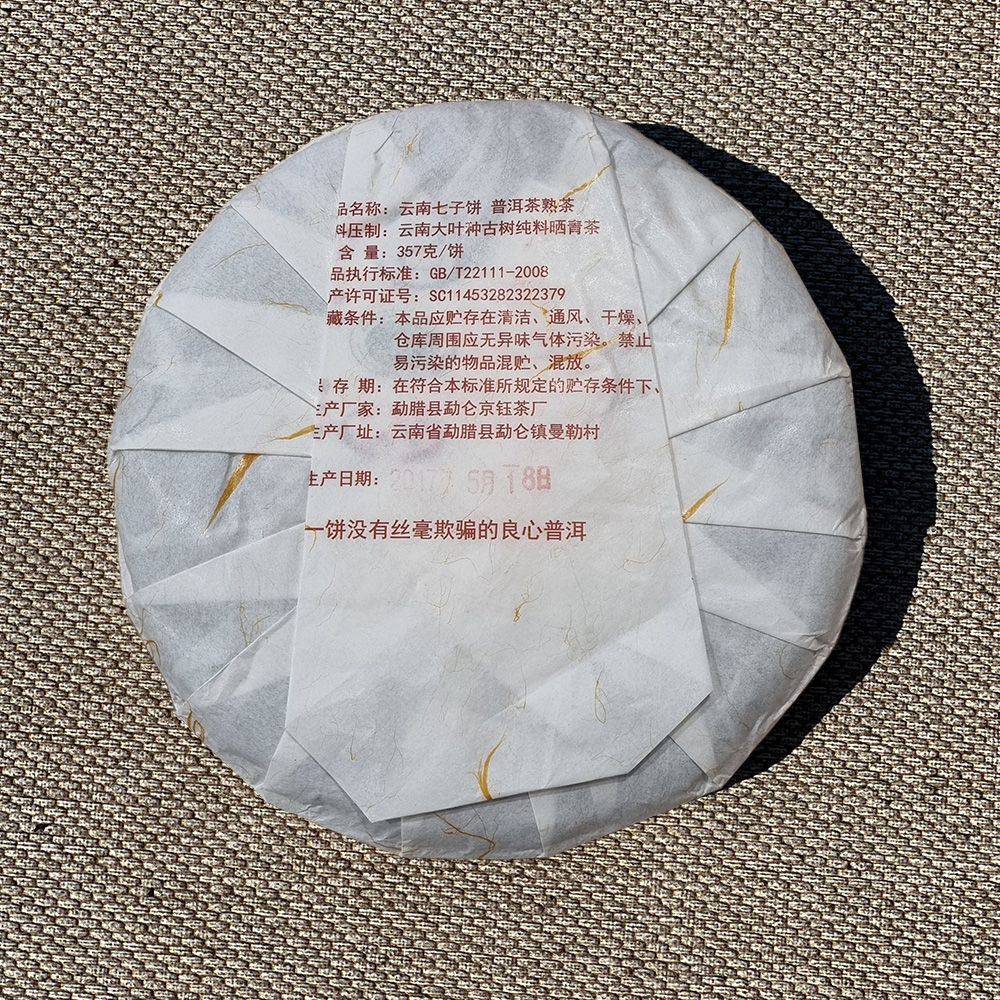 品名称：云南七子饼 普洱茶熟茶
料压制：云南大叶种古树纯料晒青茶
含 量：357克/饼
品执行标准：GB/T22111-2008
产许可证号：SC11453282322379
藏条件：本品应贮存在清洁、通风、干燥、
仓库周围应无异味气体污染。禁止
易污染的物品混贮、混放。
存 期：在符合本标准所规定的贮存条件下、
生产厂家：勐腊县勐仑京钰茶厂
生产厂址：云南省勐腊县勐仑镇曼勒村
生产日期：2017 6月18日
一饼没有丝毫欺骗的良心普洱